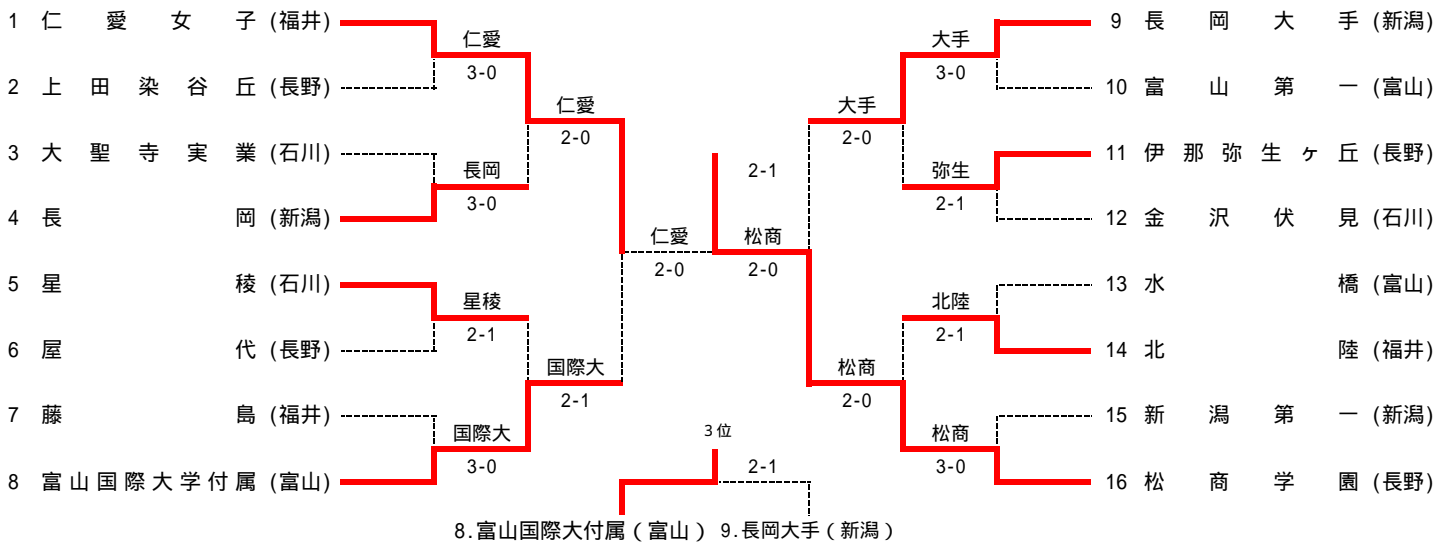 1 仁愛女子 (福井)
2 上田染谷丘 (長野)
3 大聖寺実業 (石川)
4 長岡 (新潟)
5 星稜 (石川)
6 屋代 (長野)
7 藤島 (福井)
8 富山国際大学付属 (富山)
仁愛
3-0
長岡
3-0
星稜
2-1
国際大
3-0
仁愛
2-0
国際大
2-1
仁愛
2-0
2-1
松商
2-0
大手
2-0
松商
2-0
大手
3-0
弥生
2-1
北陸
2-1
松商
3-0
9 長岡大手 (新潟)
10 富山第一 (富山)
11 伊那弥生ヶ丘 (長野)
12 金沢伏見 (石川)
13 水橋 (富山)
14 北陸 (福井)
15 新潟第一 (新潟)
16 松商学園 (長野)
3位
2-1
8.富山国際大付属(富山) 9.長岡大手(新潟)